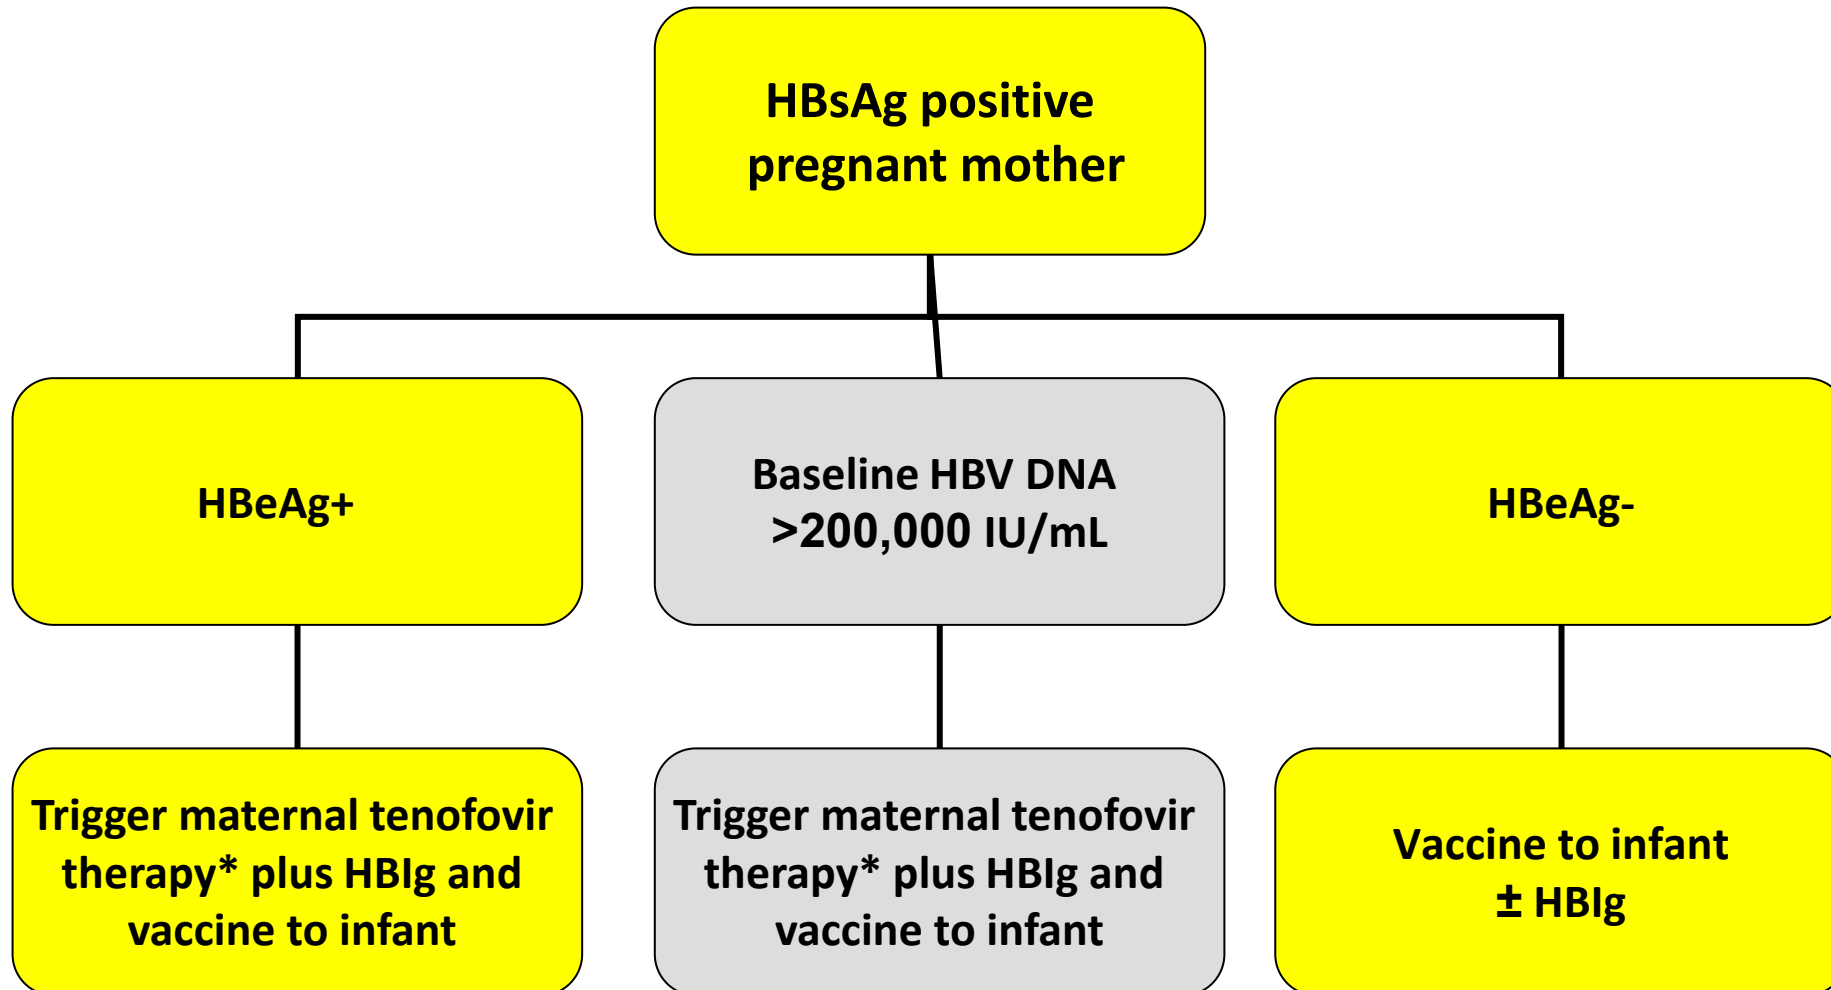 HBsAg positive
pregnant mother
HBeAg+
Baseline HBV DNA
>200,000 IU/mL
HBeAg-
Trigger maternal tenofovir
therapy* plus HBIg and
vaccine to infant
Trigger maternal tenofovir
therapy* plus HBIg and
vaccine to infant
Vaccine to infant
± HBIg